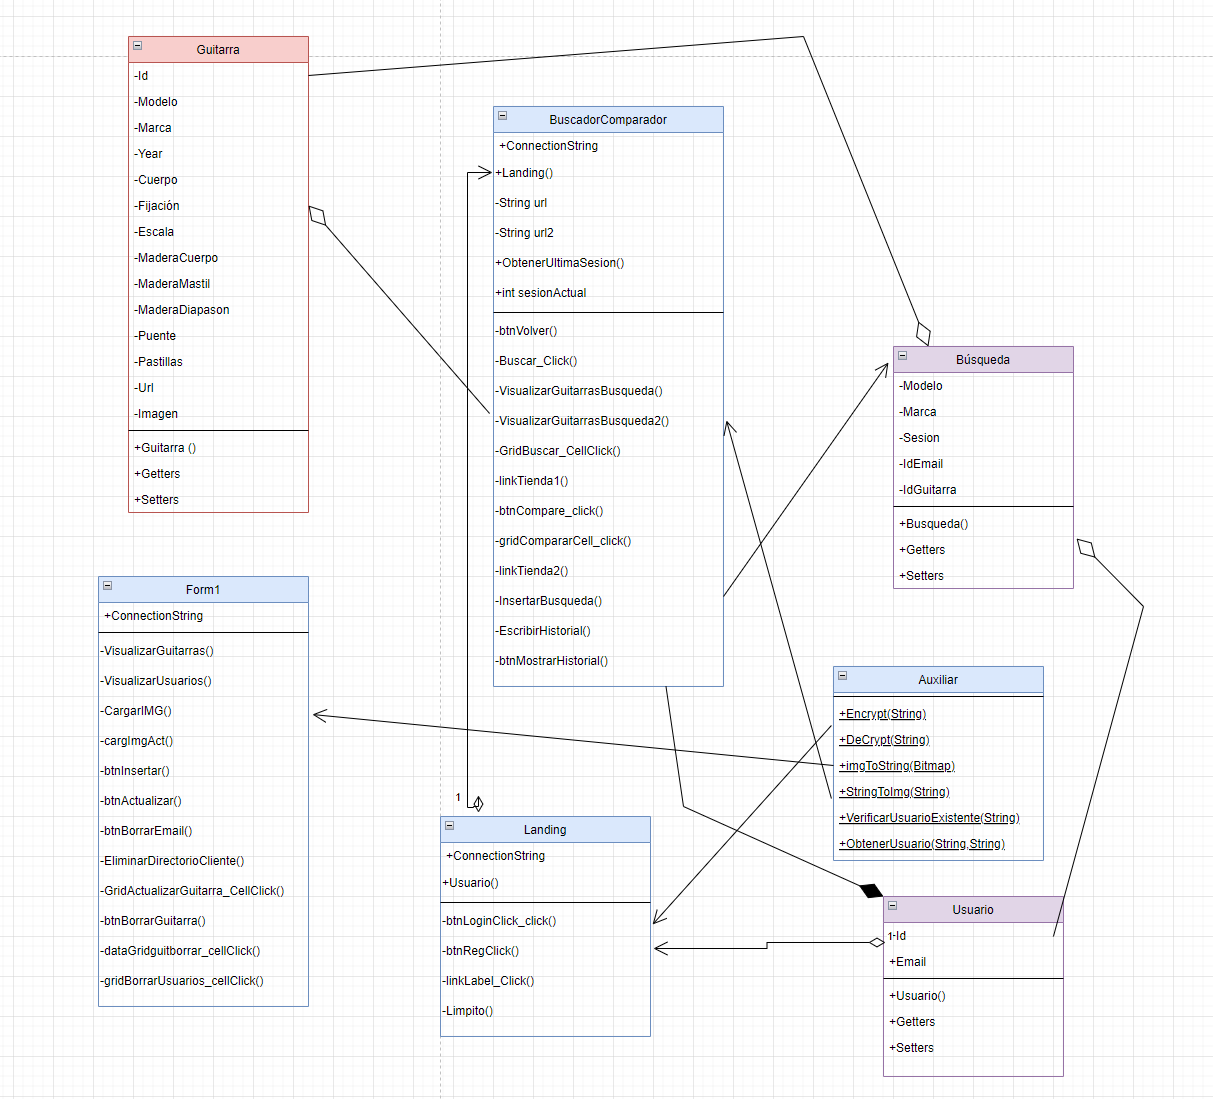 Guitarra
-Id
-Modelo
-Marca
-Year
-Cuerpo
-Fijación
-Escala
-MaderaCuerpo
-MaderaMastil
-MaderaDiapason
-Puente
-Pastillas
-Url
-Imagen
+Guitarra ()
+Getters
+Setters
BuscadorComparador
+ConnectionString
+Landing()
-String url
-String url2
+ObtenerUltimaSesion()
+int sesionActual
-btnVolver()
-Buscar_Click()
-VisualizarGuitarrasBusqueda()
-VisualizarGuitarrasBusqueda2()
-GridBuscar_CellClick()
-linkTienda1()
-btnCompare_click()
-gridCompararCell_click()
-linkTienda2()
-InsertarBusqueda()
-EscribirHistorial()
-btnMostrarHistorial()
Búsqueda
-Modelo
-Marca
-Sesion
-IdEmail
-IdGuitarra
+Busqueda()
+Getters
+Setters
Form1
+ConnectionString
-VisualizarGuitarras()
-VisualizarUsuarios()
-CargarIMG()
-cargImgAct()
-btnInsertar()
-btnActualizar()
-btnBorrarEmail()
-EliminarDirectorioCliente()
-GridActualizarGuitarra_CellClick()
-btnBorrarGuitarra()
-dataGridguitborrar_cellClick()
-gridBorrarUsuarios_cellClick()
Auxiliar
+Encrypt(String)
+DeCrypt(String)
+imgToString(Bitmap)
+StringToImg(String)
+VerificarUsuarioExistente(String)
+ObtenerUsuario(String,String)
1
Landing
+ConnectionString
+Usuario()
-btnLoginClick_click()
-btnRegClick()
-linkLabel_Click()
-Limpito()
Usuario
1
-Id
+Email
+Usuario()
+Getters
+Setters